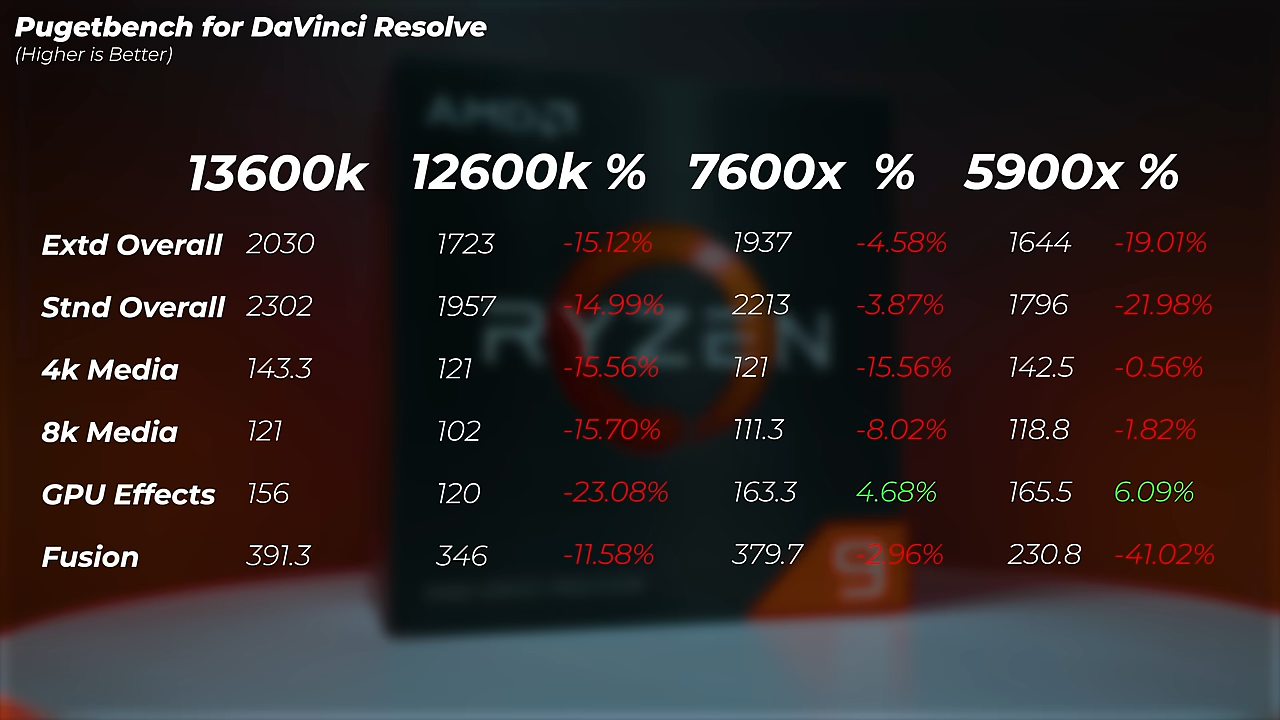 Pugetbench for DaVinci Resolve
(Higher is Better)
AMD
13600k 12600k % 7600x % 5900x %
Extd Overall 2030 1723 -15.12% 1937 -4.58% 1644 -19.01%
Stnd Overall 2302 1957 -14.99% 2213 -3.87% 1796 -21.98%
RYZEN
4k Media 143.3 121 -15.56% 121 -15.56% 142.5 -0.56%
8k Media 121 102 -15.70% 111.3 -8.02% 118.8 -1.82%
GPU Effects 156 120 -23.08% 163.3 4.68% 165.5 6.09%
Fusion 391.3 346 -11.58% 379.7 -2.96% 230.8 -41.02%
9